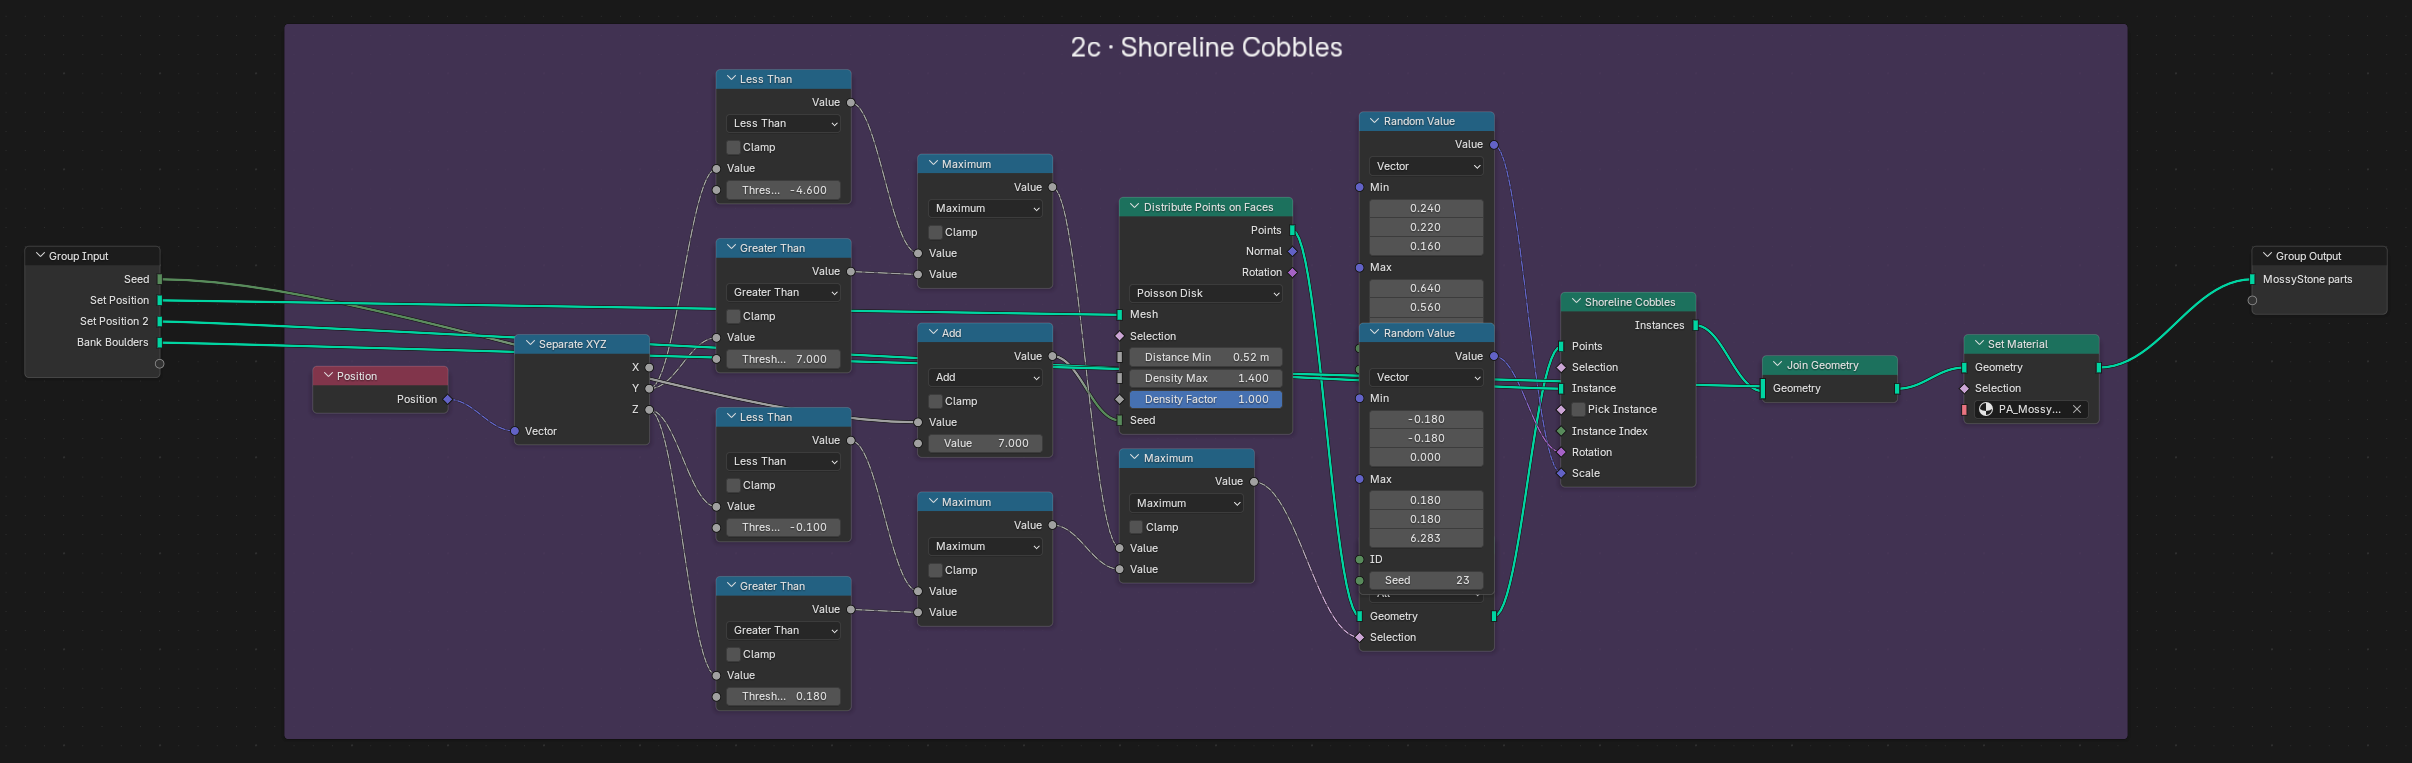 2c · Shoreline Cobbles
Group Input
Seed
Set Position
Set Position 2
Bank Boulders
Position
Position
Separate XYZ
X
Y
Z
Vector
Less Than
Value
Less Than
Clamp
Value
Thres... -4.600
Greater Than
Value
Greater Than
Clamp
Value
Thresh... 7.000
Less Than
Value
Less Than
Clamp
Value
Thres... -0.100
Greater Than
Value
Greater Than
Clamp
Value
Thresh... 0.180
Maximum
Value
Maximum
Clamp
Value
Value
Add
Value
Add
Clamp
Value
Value 7.000
Maximum
Value
Maximum
Clamp
Value
Value
Distribute Points on Faces
Points
Normal
Rotation
Poisson Disk
Mesh
Selection
Distance Min 0.52 m
Density Max 1.400
Density Factor 1.000
Seed
Maximum
Value
Maximum
Clamp
Value
Value
Random Value
Value
Vector
Min
0.240
0.220
0.160
Max
0.640
0.560
Random Value
Value
Vector
Min
-0.180
-0.180
0.000
Max
0.180
0.180
6.283
ID
Seed 23
Geometry
Selection
Shoreline Cobbles
Instances
Points
Selection
Instance
Pick Instance
Instance Index
Rotation
Scale
Join Geometry
Geometry
Set Material
Geometry
Selection
PA_Mossy...
Group Output
MossyStone parts